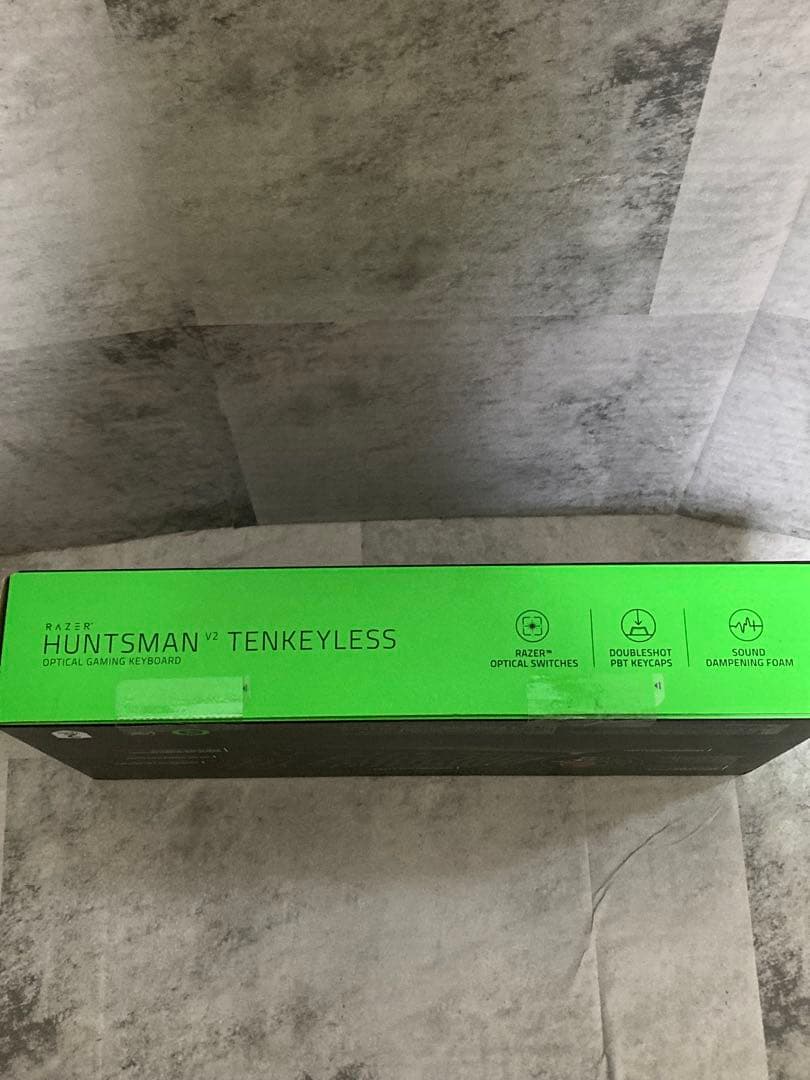 RAZER
HUNTSMAN V2 TENKEYLESS
OPTICAL GAMING KEYBOARD
RAZER™
OPTICAL SWITCHES
DOUBLESHOT
PBT KEYCAPS
SOUND
DAMPENING FOAM